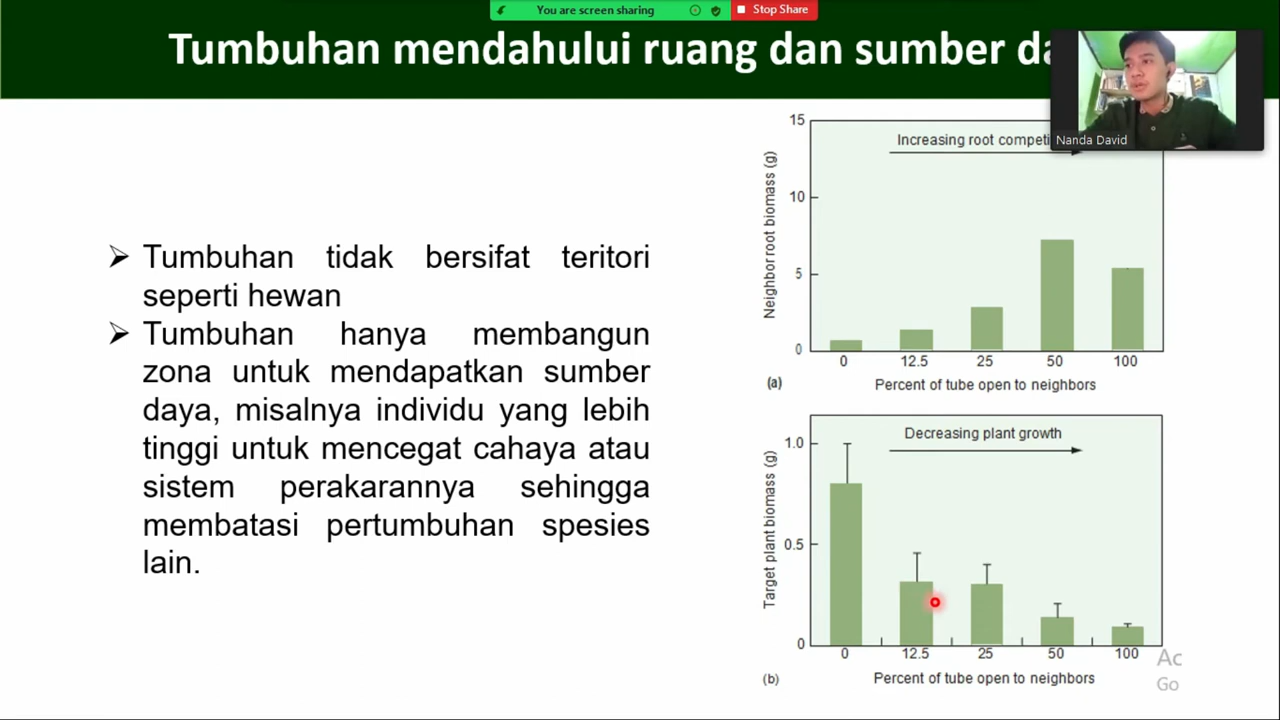 You are screen sharing
Stop Share
Tumbuhan mendahului ruang dan sumber
Nanda David
➢ Tumbuhan tidak bersifat teritori
seperti hewan
➢ Tumbuhan hanya membangun
zona untuk mendapatkan sumber
daya, misalnya individu yang lebih
tinggi untuk mencegat cahaya atau
sistem perakarannya sehingga
membatasi pertumbuhan spesies
lain.
Increasing root
Neighbor root biomass (g)
15
10
5
0
0 12.5 25 50 100
(a) Percent of tube open to neighbors
Decreasing plant growth
Target plant biomass (g)
1.0
0.5
0
0 12.5 25 50 100
(b) Percent of tube open to neighbors
Ac
Go